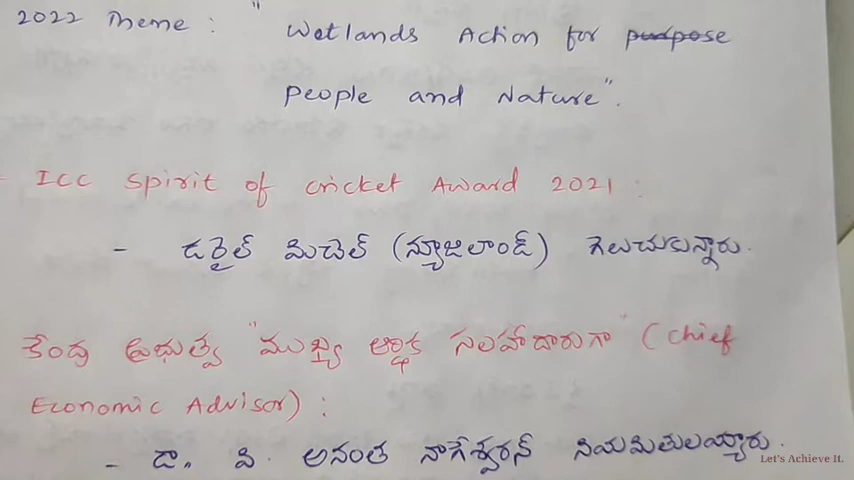 2022 Theme : " Wetlands Action for purpose
people and Nature".
- ICC Spirit of cricket Award 2021 :
- డరైల్ మిచెల్ (న్యూజిలాండ్) గెలుచుకున్నారు.
కేంద్ర ప్రభుత్వ "ముఖ్య ఆర్థిక సలహాదారుగా" (chief
Economic Advisor) :
- డా.. వి. అనంత నాగేశ్వరన్ నియమితులయ్యారు.
Let's Achieve It.